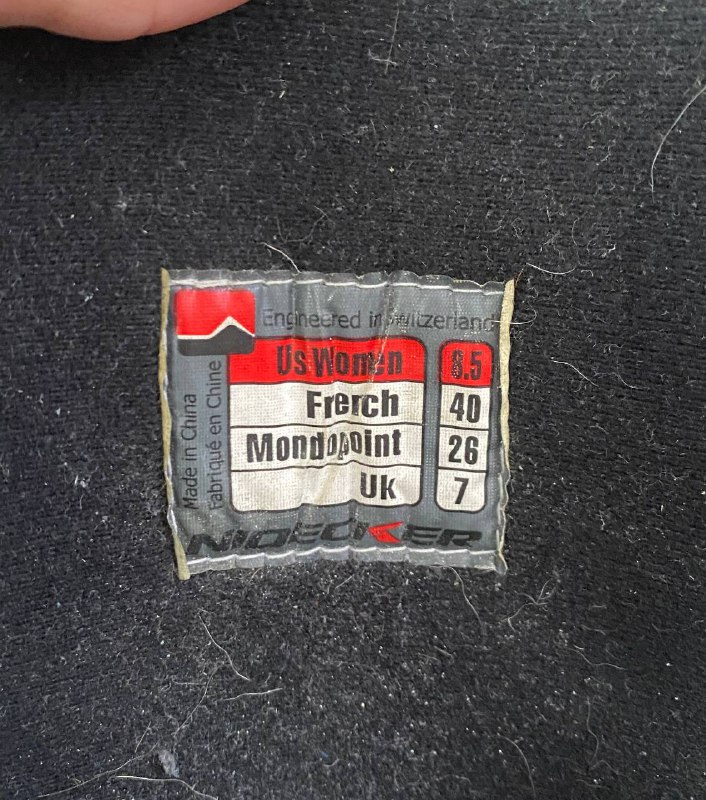 Engineered in Switzerland
Us Women 8.5
French 40
Mondopoint 26
Uk 7
Made in China
Fabriqué en Chine
NIDECKER